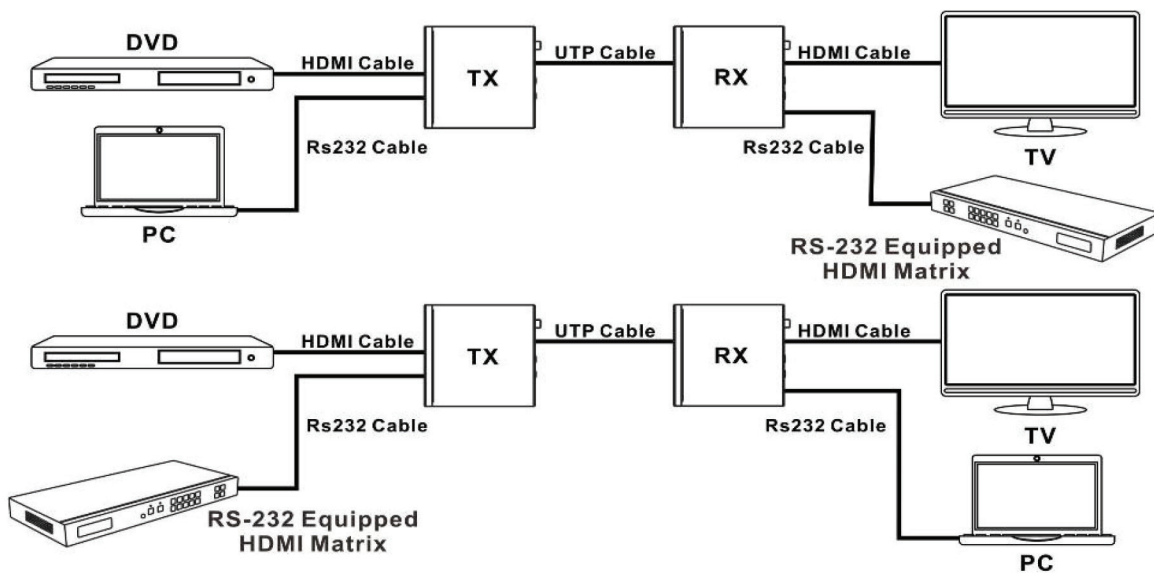 DVD
HDMI Cable
TX
UTP Cable
RX
HDMI Cable
Rs232 Cable
Rs232 Cable
TV
PC
RS-232 Equipped
HDMI Matrix
DVD
HDMI Cable
TX
UTP Cable
RX
HDMI Cable
Rs232 Cable
Rs232 Cable
TV
RS-232 Equipped
HDMI Matrix
PC